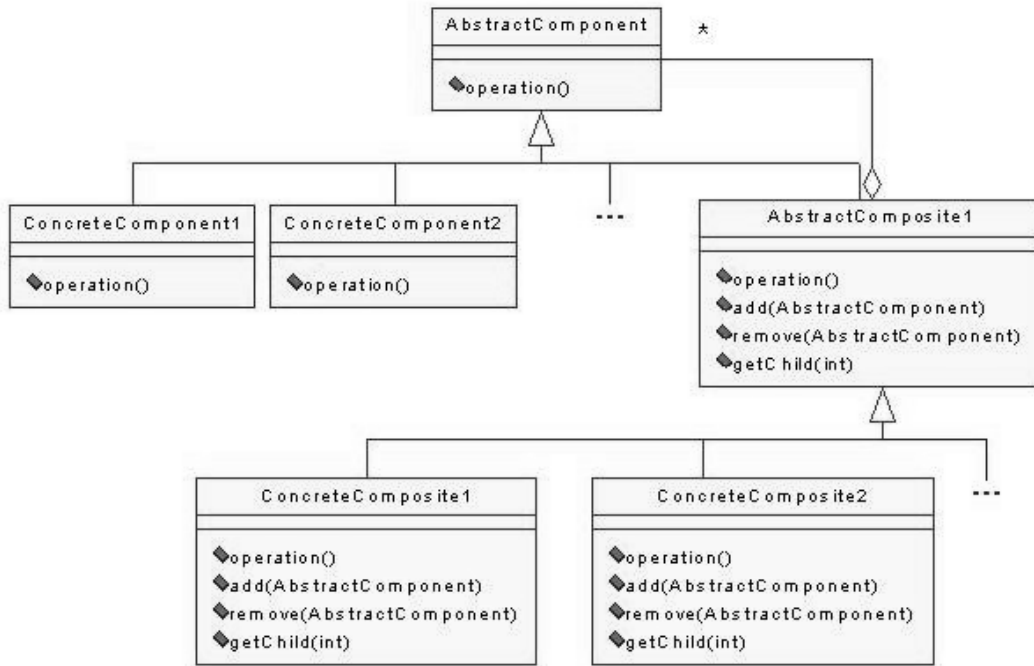 AbstractComponent
*
operation()
ConcreteComponent1
operation()
ConcreteComponent2
operation()
---
AbstractComposite1
operation()
add(AbstractComponent)
remove(AbstractComponent)
getChild(int)
ConcreteComposite1
operation()
add(AbstractComponent)
remove(AbstractComponent)
getChild(int)
ConcreteComposite2
operation()
add(AbstractComponent)
remove(AbstractComponent)
getChild(int)
---